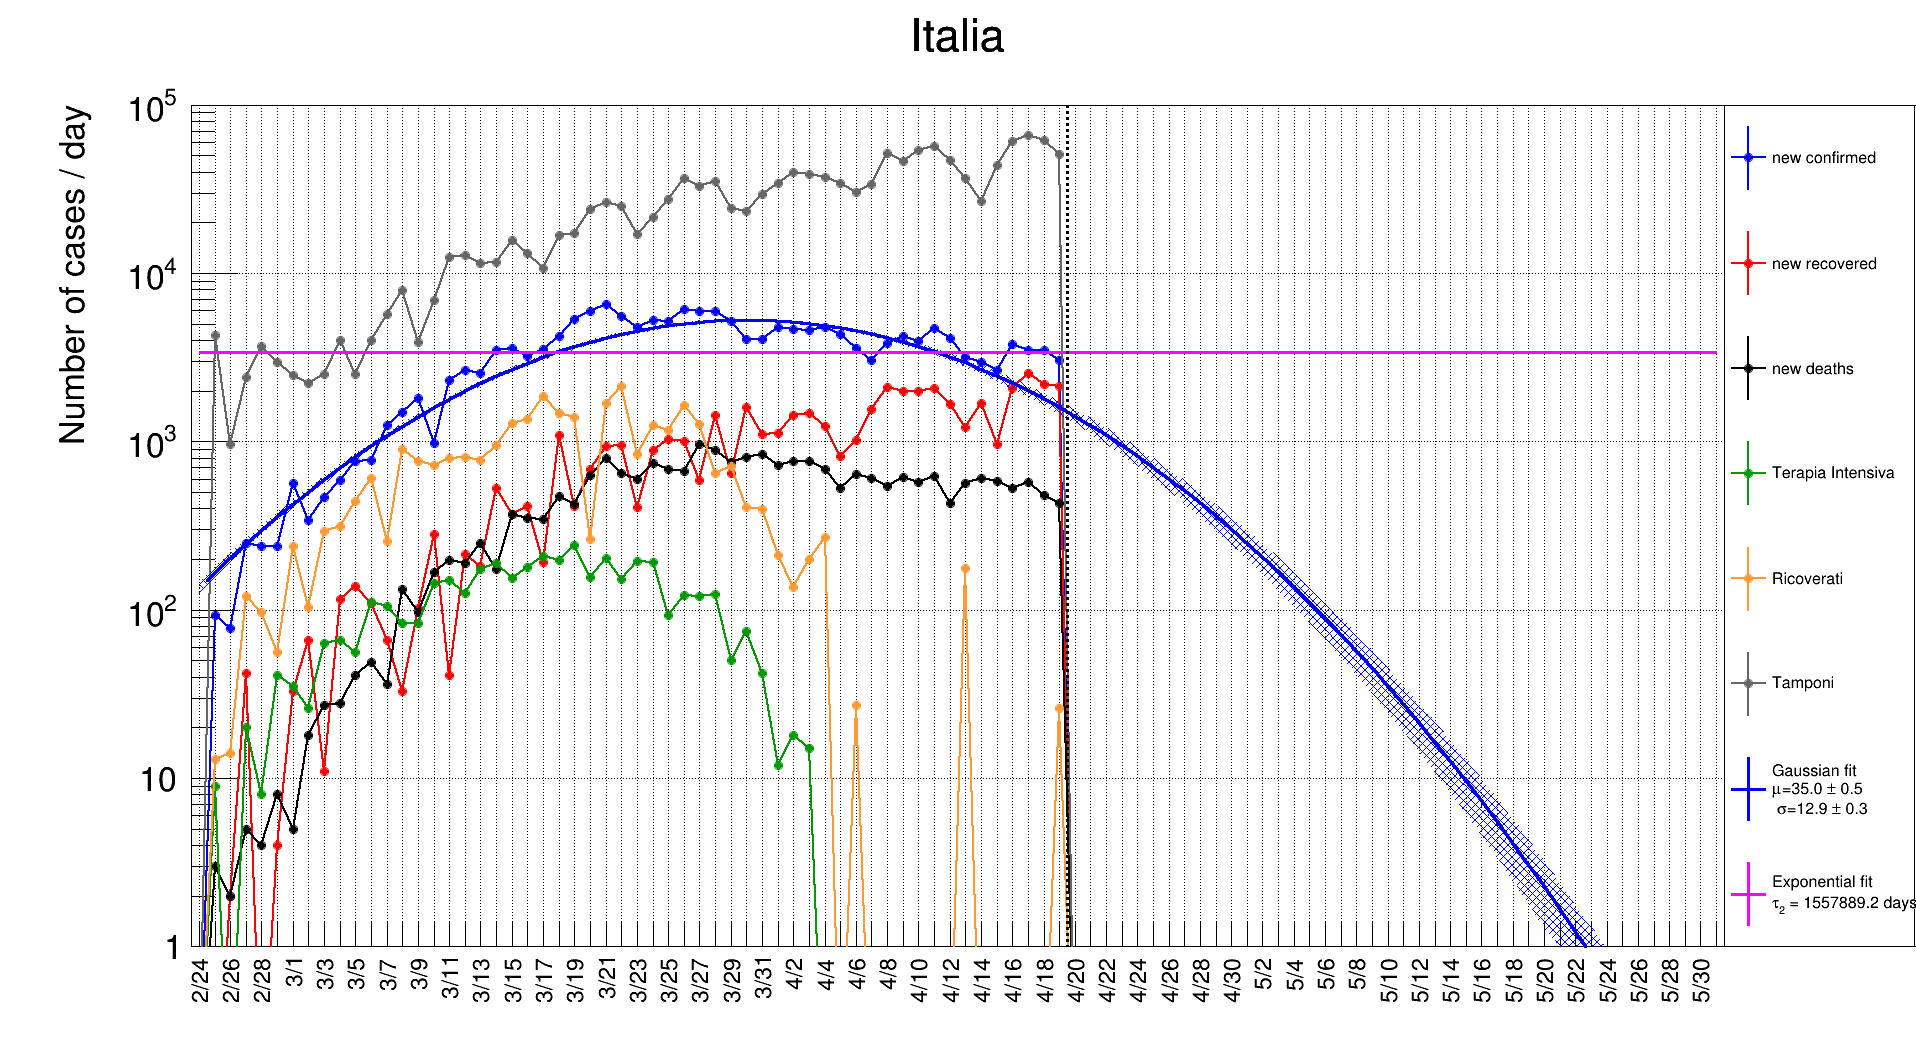 Italia
Number of cases / day
10^5
10^4
10^3
10^2
10
1
2/24 2/26 2/28 3/1 3/3 3/5 3/7 3/9 3/11 3/13 3/15 3/17 3/19 3/21 3/23 3/25 3/27 3/29 3/31 4/2 4/4 4/6 4/8 4/10 4/12 4/14 4/16 4/18 4/20 4/22 4/24 4/26 4/28 4/30 5/2 5/4 5/6 5/8 5/10 5/12 5/14 5/16 5/18 5/20 5/22 5/24 5/26 5/28 5/30
new confirmed
new recovered
new deaths
Terapia Intensiva
Ricoverati
Tamponi
Gaussian fit
μ=35.0 ± 0.5
σ=12.9 ± 0.3
Exponential fit
τ_2 = 1557889.2 days